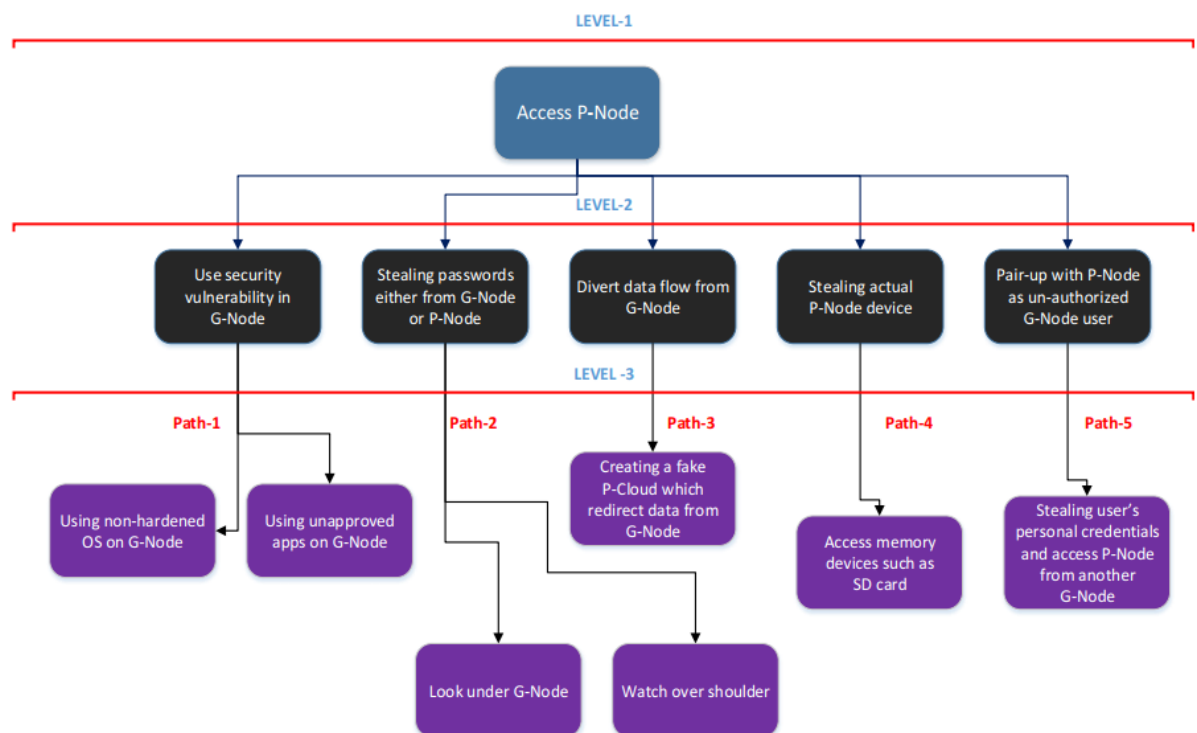 LEVEL-1
Access P-Node
LEVEL-2
Use security
vulnerability in
G-Node
Stealing passwords
either from G-Node
or P-Node
Divert data flow from
G-Node
Stealing actual
P-Node device
Pair-up with P-Node
as un-authorized
G-Node user
LEVEL -3
Path-1
Path-2
Path-3
Path-4
Path-5
Using non-hardened
OS on G-Node
Using unapproved
apps on G-Node
Creating a fake
P-Cloud which
redirect data from
G-Node
Access memory
devices such as
SD card
Stealing user's
personal credentials
and access P-Node
from another
G-Node
Look under G-Node
Watch over shoulder